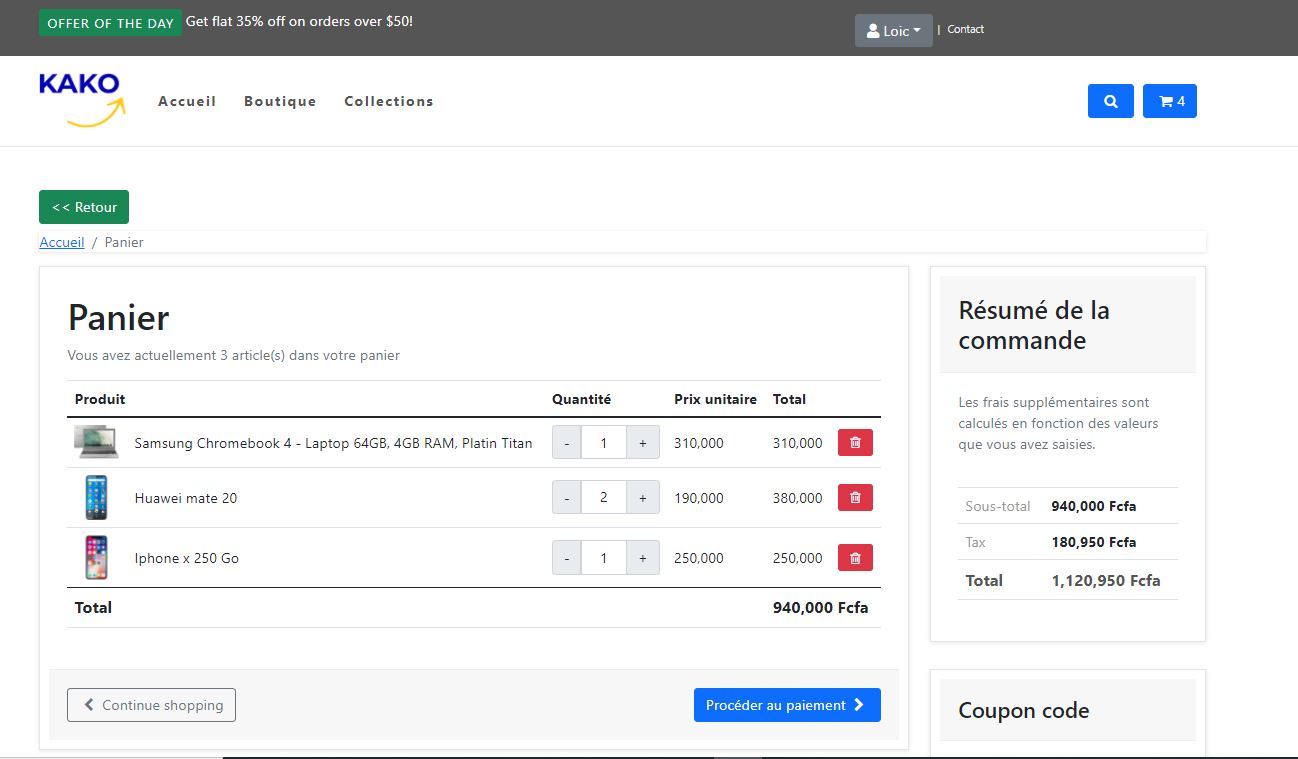 OFFER OF THE DAY Get flat 35% off on orders over $50!
Loic | Contact
KAKO
Accueil Boutique Collections
4
<< Retour
Accueil / Panier
Panier
Vous avez actuellement 3 article(s) dans votre panier
Produit Quantité Prix unitaire Total
Samsung Chromebook 4 - Laptop 64GB, 4GB RAM, Platin Titan - 1 + 310,000 310,000
Huawei mate 20 - 2 + 190,000 380,000
Iphone x 250 Go - 1 + 250,000 250,000
Total 940,000 Fcfa
Continue shopping
Procéder au paiement
Résumé de la
commande
Les frais supplémentaires sont
calculés en fonction des valeurs
que vous avez saisies.
Sous-total 940,000 Fcfa
Tax 180,950 Fcfa
Total 1,120,950 Fcfa
Coupon code